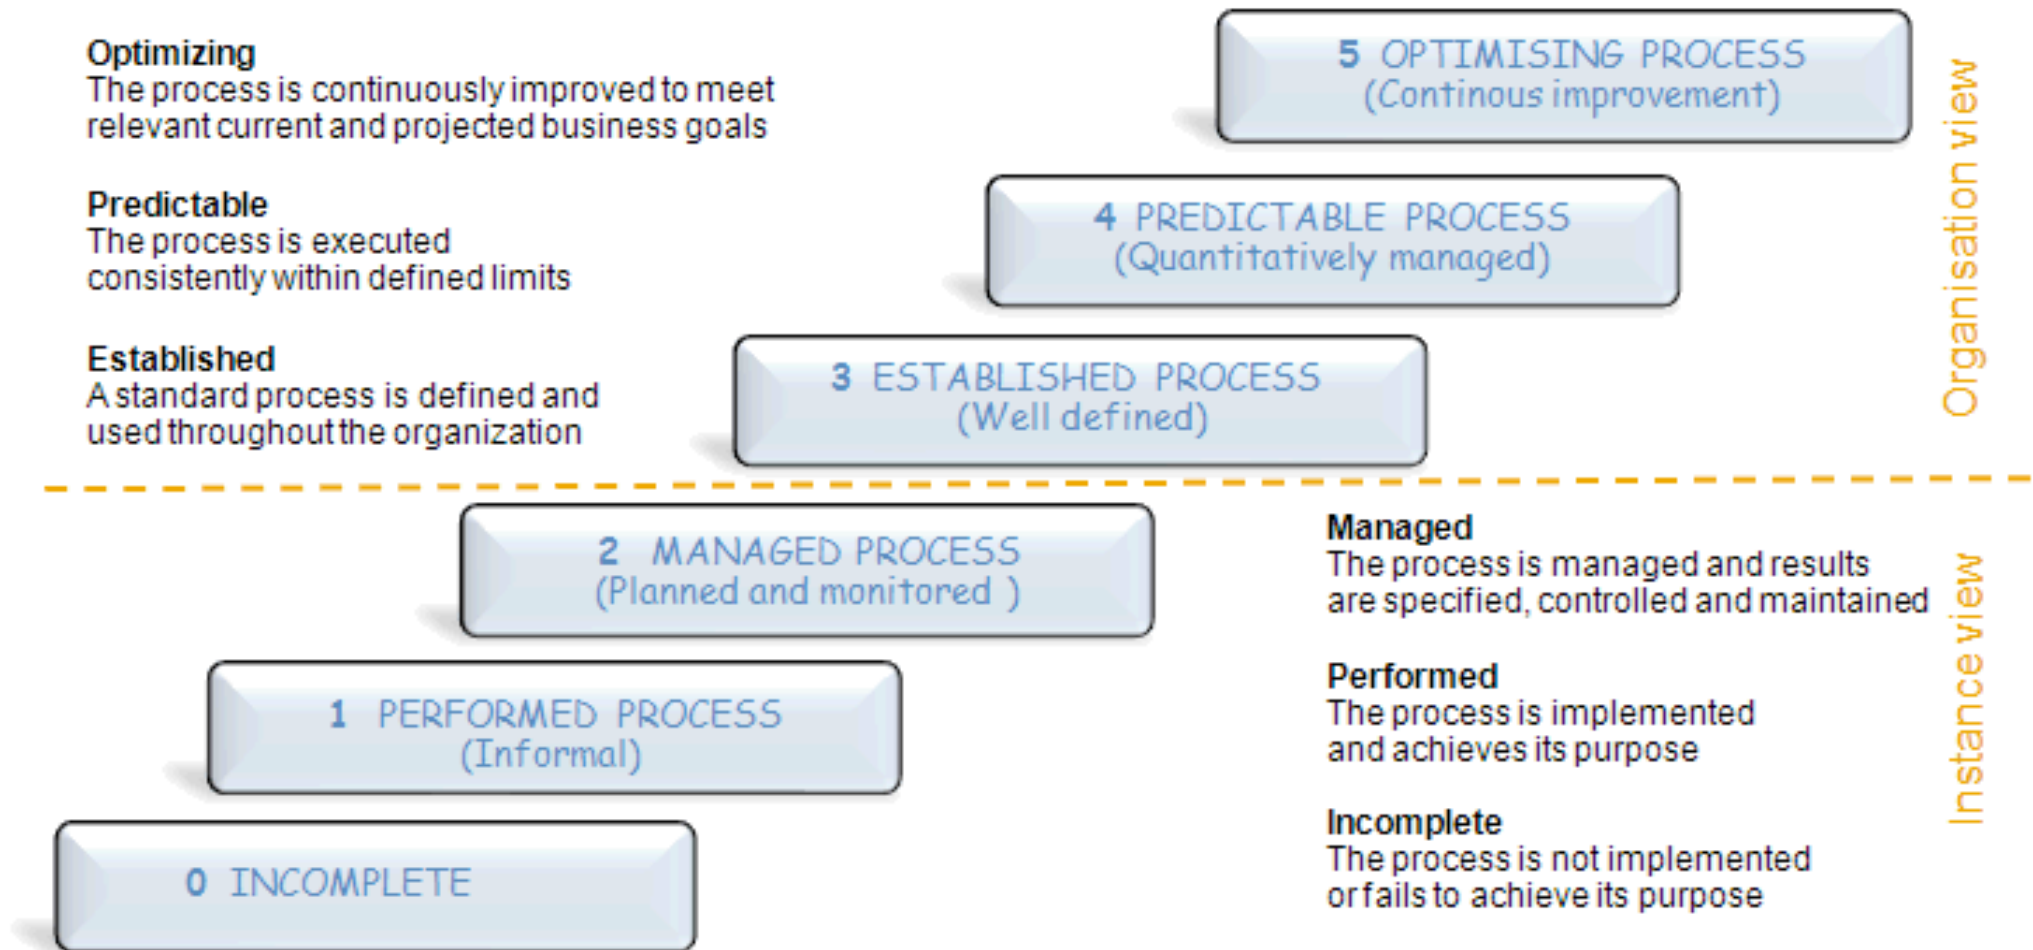 Optimizing
The process is continuously improved to meet
relevant current and projected business goals
5 OPTIMISING PROCESS
(Continous improvement)
Predictable
The process is executed
consistently within defined limits
4 PREDICTABLE PROCESS
(Quantitatively managed)
Established
A standard process is defined and
used throughout the organization
3 ESTABLISHED PROCESS
(Well defined)
Organisation view
2 MANAGED PROCESS
(Planned and monitored )
Managed
The process is managed and results
are specified, controlled and maintained
1 PERFORMED PROCESS
(Informal)
Performed
The process is implemented
and achieves its purpose
0 INCOMPLETE
Incomplete
The process is not implemented
or fails to achieve its purpose
Instance view